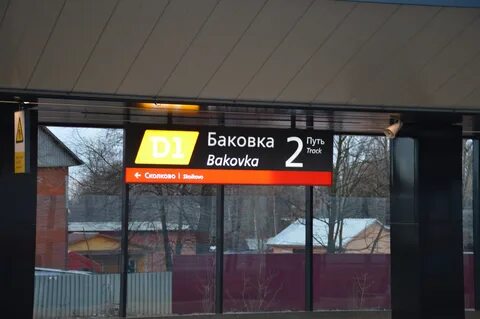 D1
Баковка
Bakovka
2
Путь
Track
← Сколково | Skolkovo